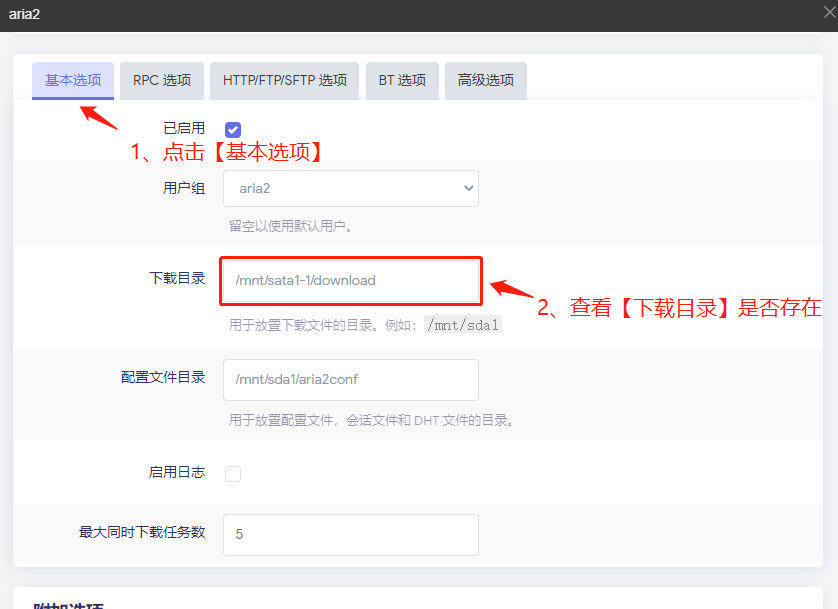 aria2
基本选项 RPC 选项 HTTP/FTP/SFTP 选项 BT 选项 高级选项
已启用
1、点击【基本选项】
用户组 aria2
留空以使用默认用户。
下载目录 /mnt/sata1-1/download
2、查看【下载目录】是否存在
用于放置下载文件的目录。例如： /mnt/sda1
配置文件目录 /mnt/sda1/aria2conf
用于放置配置文件，会话文件和 DHT 文件的目录。
启用日志
最大同时下载任务数 5
附加选项